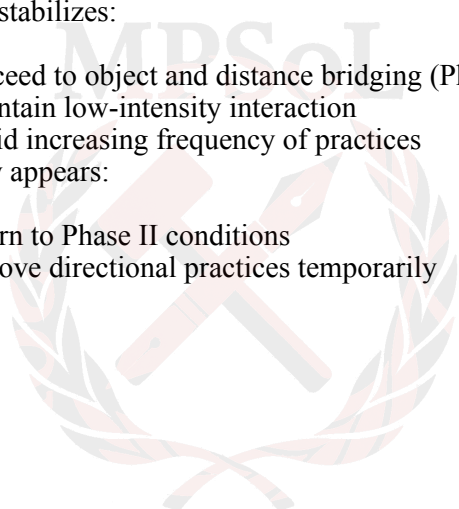 stabilizes:
MPSoL
ceed to object and distance bridging (Pl
ntain low-intensity interaction
id increasing frequency of practices
appears:
rn to Phase II conditions
ove directional practices temporarily